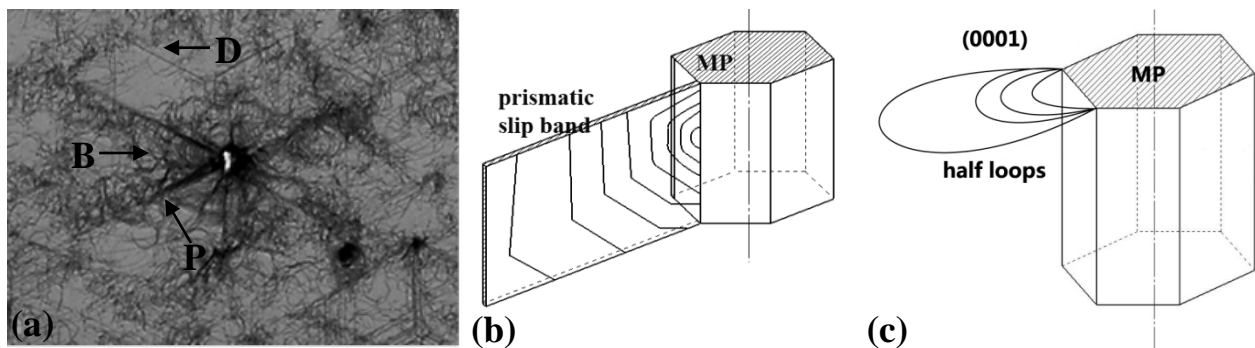 D
B
P
(a)
MP
prismatic
slip band
(b)
(0001)
MP
half loops
(c)